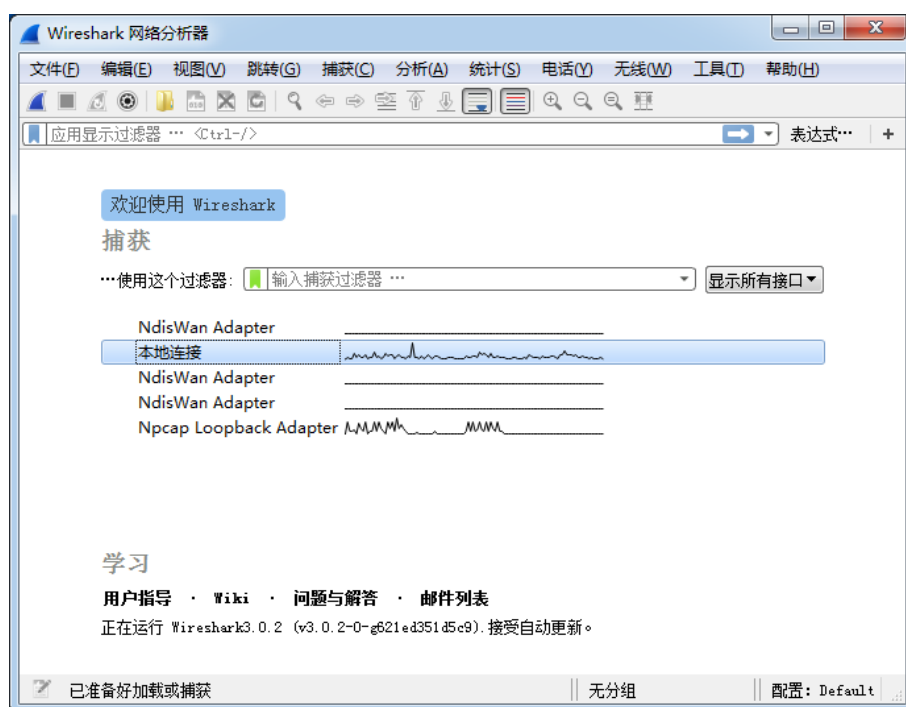 Wireshark 网络分析器
文件(F) 编辑(E) 视图(V) 跳转(G) 捕获(C) 分析(A) 统计(S) 电话(Y) 无线(W) 工具(T) 帮助(H)
应用显示过滤器 … <Ctrl-/> 表达式… +
欢迎使用 Wireshark
捕获
…使用这个过滤器: 输入捕获过滤器 … 显示所有接口
NdisWan Adapter
本地连接
NdisWan Adapter
NdisWan Adapter
Npcap Loopback Adapter
学习
用户指导 · Wiki · 问题与解答 · 邮件列表
正在运行 Wireshark3.0.2 (v3.0.2-0-g621ed351d5c9).接受自动更新。
已准备好加载或捕获 无分组 配置: Default